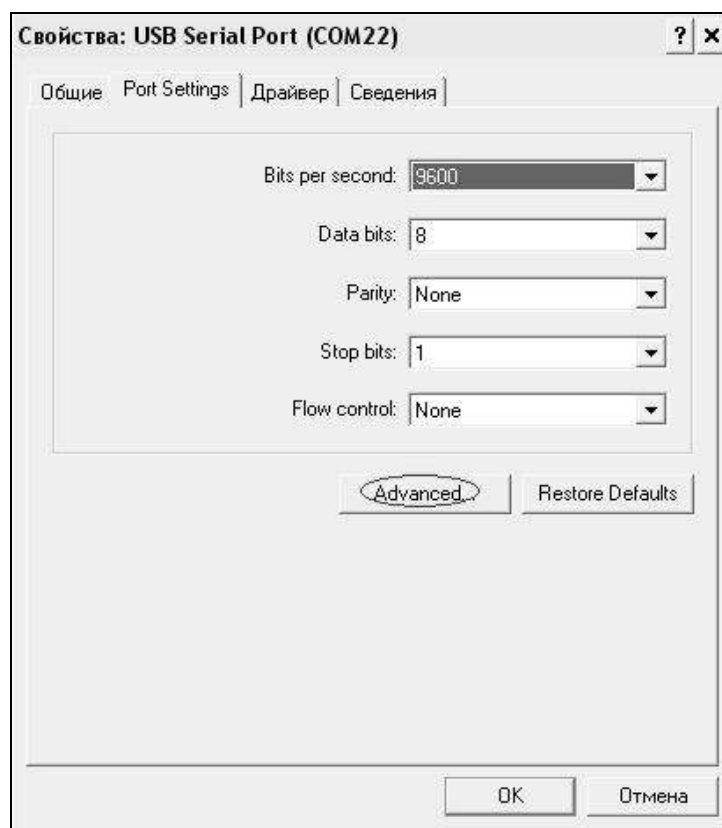 Свойства: USB Serial Port (COM22) ? ×
Общие Port Settings Драйвер Сведения
Bits per second: 9600
Data bits: 8
Parity: None
Stop bits: 1
Flow control: None
Advanced... Restore Defaults
OK Отмена